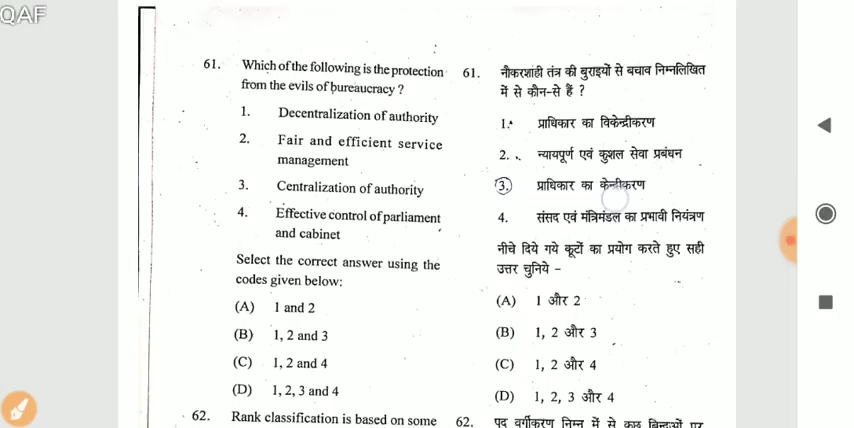 QAF
61. Which of the following is the protection
from the evils of bureaucracy ?
1. Decentralization of authority
2. Fair and efficient service
management
3. Centralization of authority
4. Effective control of parliament
and cabinet
Select the correct answer using the
codes given below:
(A) 1 and 2
(B) 1, 2 and 3
(C) 1, 2 and 4
(D) 1, 2, 3 and 4
62. Rank classification is based on some
61. नौकरशाही तंत्र की बुराइयों से बचाव निम्नलिखित
में से कौन-से हैं ?
1. प्राधिकार का विकेन्द्रीकरण
2. न्यायपूर्ण एवं कुशल सेवा प्रबंधन
3. प्राधिकार का केन्द्रीकरण
4. संसद एवं मंत्रिमंडल का प्रभावी नियंत्रण
नीचे दिये गये कूटों का प्रयोग करते हुए सही
उत्तर चुनिये –
(A) 1 और 2
(B) 1, 2 और 3
(C) 1, 2 और 4
(D) 1, 2, 3 और 4
62. पद वर्गीकरण निम्न में से कुछ बिन्दुओं पर